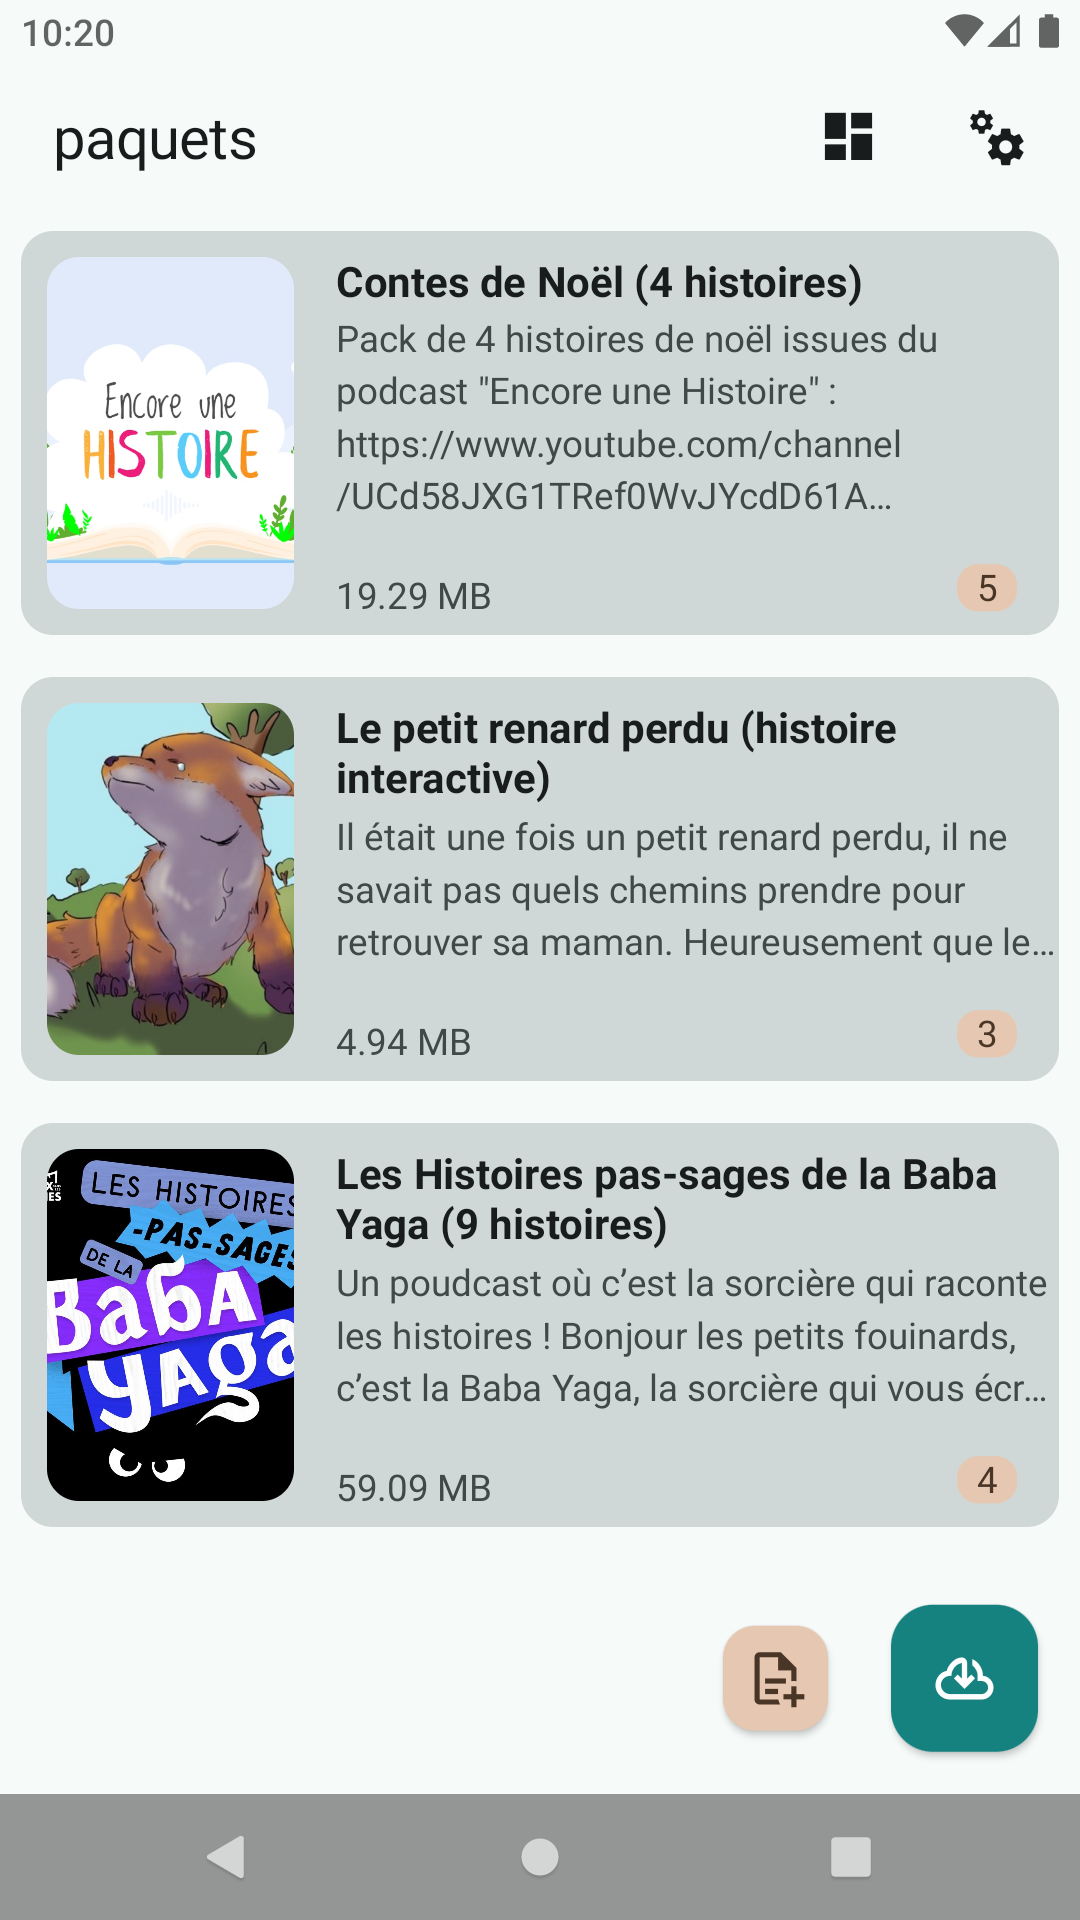 10:20
paquets
Encore une
HISTOIRE
Contes de Noël (4 histoires)
Pack de 4 histoires de noël issues du
podcast "Encore une Histoire" :
https://www.youtube.com/channel
/UCd58JXG1TRef0WvJYcdD61A…
19.29 MB
5
Le petit renard perdu (histoire
interactive)
Il était une fois un petit renard perdu, il ne
savait pas quels chemins prendre pour
retrouver sa maman. Heureusement que le…
4.94 MB
3
LES HISTOIRES
-PAS-SAGES
DE LA
Baba
Yaga
Les Histoires pas-sages de la Baba
Yaga (9 histoires)
Un poudcast où c’est la sorcière qui raconte
les histoires ! Bonjour les petits fouinards,
c’est la Baba Yaga, la sorcière qui vous écr…
59.09 MB
4